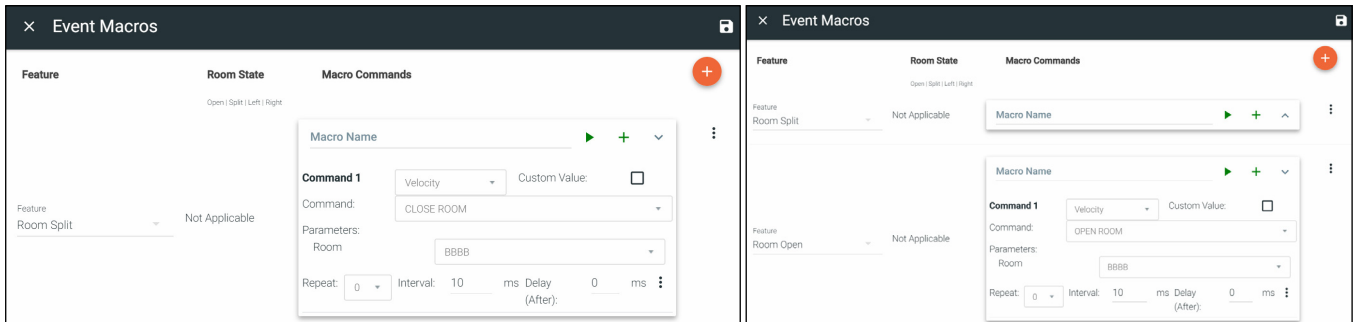 × Event Macros
Feature Room State Macro Commands
Open | Split | Left | Right
Macro Name
Command 1 Velocity Custom Value:
Command: CLOSE ROOM
Parameters:
Room BBBB
Feature
Room Split Not Applicable
Repeat: 0 Interval: 10 ms Delay (After): 0 ms
× Event Macros
Feature Room State Macro Commands
Open | Split | Left | Right
Feature
Room Split Not Applicable Macro Name
Macro Name
Command 1 Velocity Custom Value:
Command: OPEN ROOM
Feature
Room Open Not Applicable
Parameters:
Room BBBB
Repeat: 0 Interval: 10 ms Delay (After): 0 ms